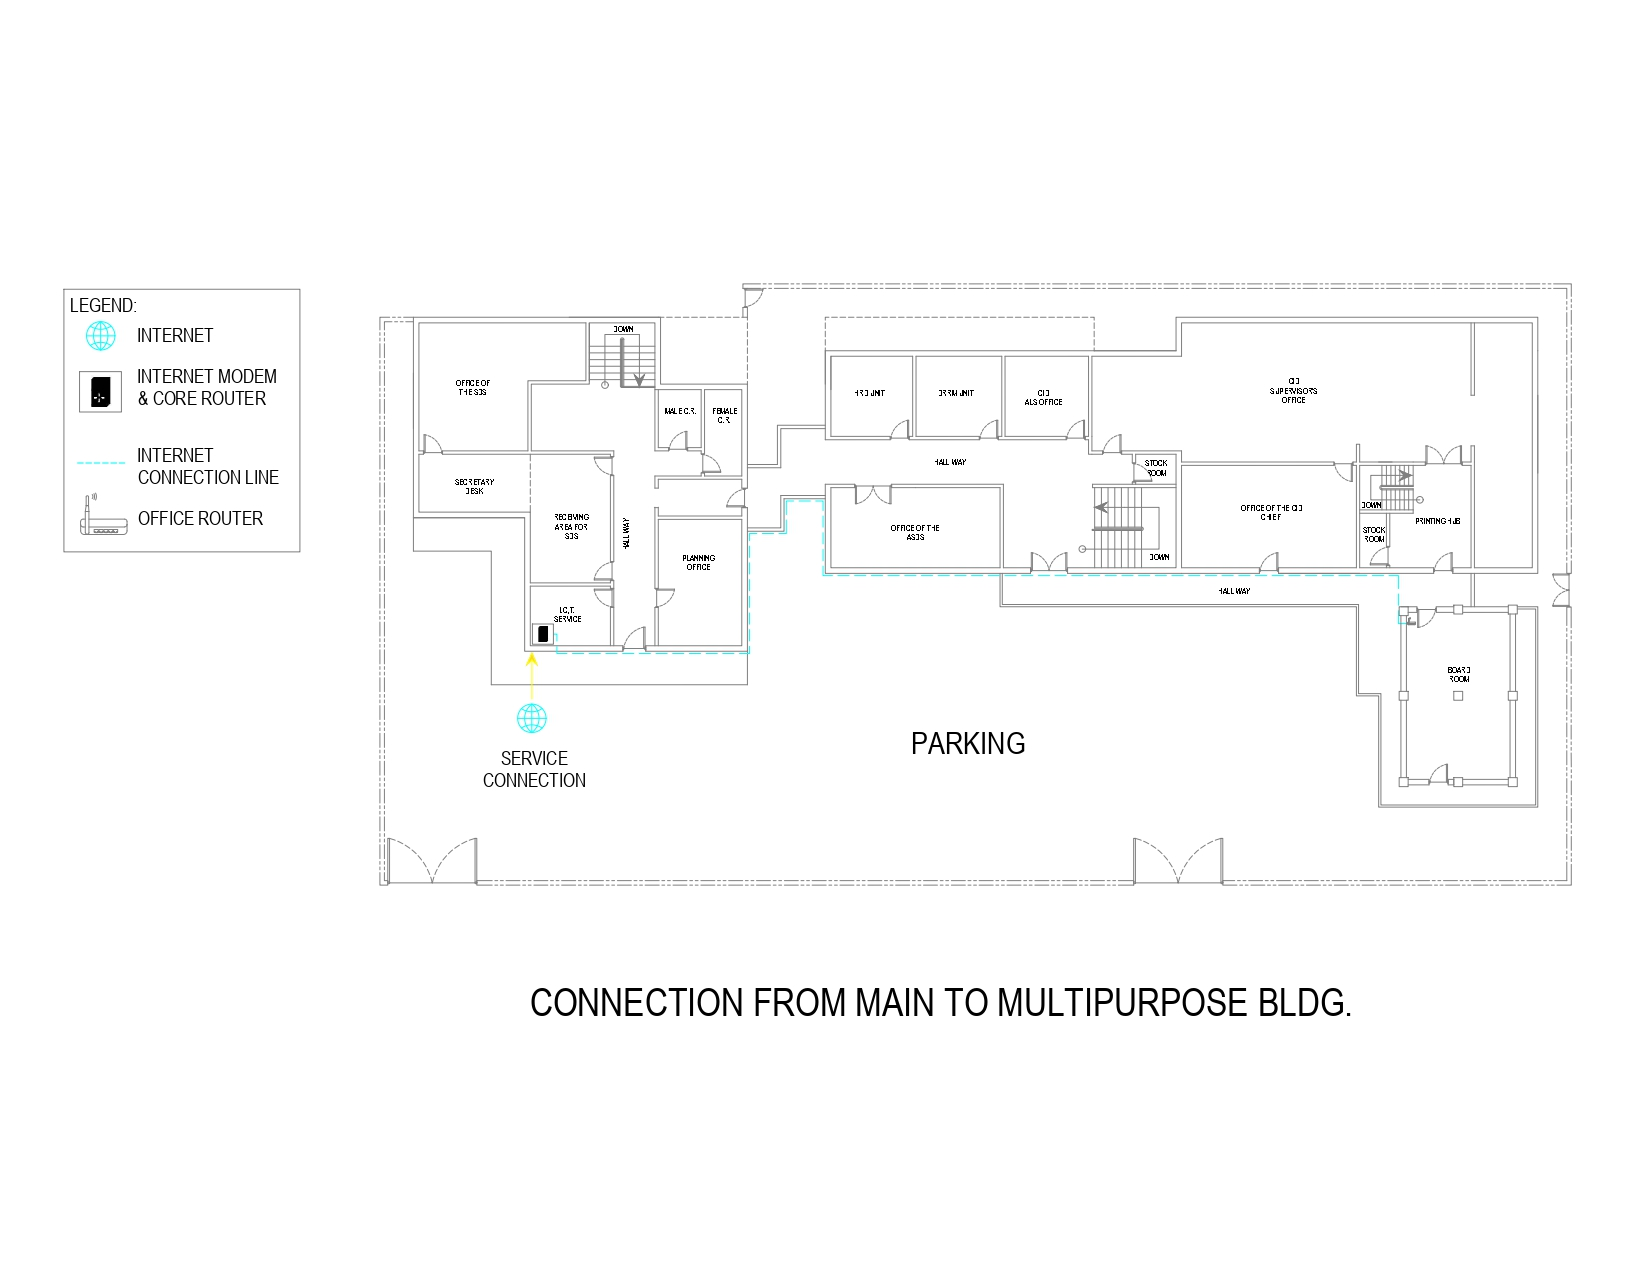 LEGEND:
INTERNET
INTERNET MODEM
& CORE ROUTER
INTERNET
CONNECTION LINE
OFFICE ROUTER
DOWN
OFFICE OF
THE SDS
MALE C.R.
FEMALE
C.R.
SECRETARY
DESK
RECEIVING
AREA FOR
SDS
HALL WAY
PLANNING
OFFICE
I.C.T.
SERVICE
HRD UNIT
DRRM UNIT
CID
ALS OFFICE
CID
SUPERVISOR'S
OFFICE
HALL WAY
STOCK
ROOM
OFFICE OF THE
ASDS
DOWN
OFFICE OF THE CID
CHIEF
DOWN
STOCK
ROOM
PRINTING HUB
HALL WAY
BOARD
ROOM
SERVICE
CONNECTION
PARKING
CONNECTION FROM MAIN TO MULTIPURPOSE BLDG.